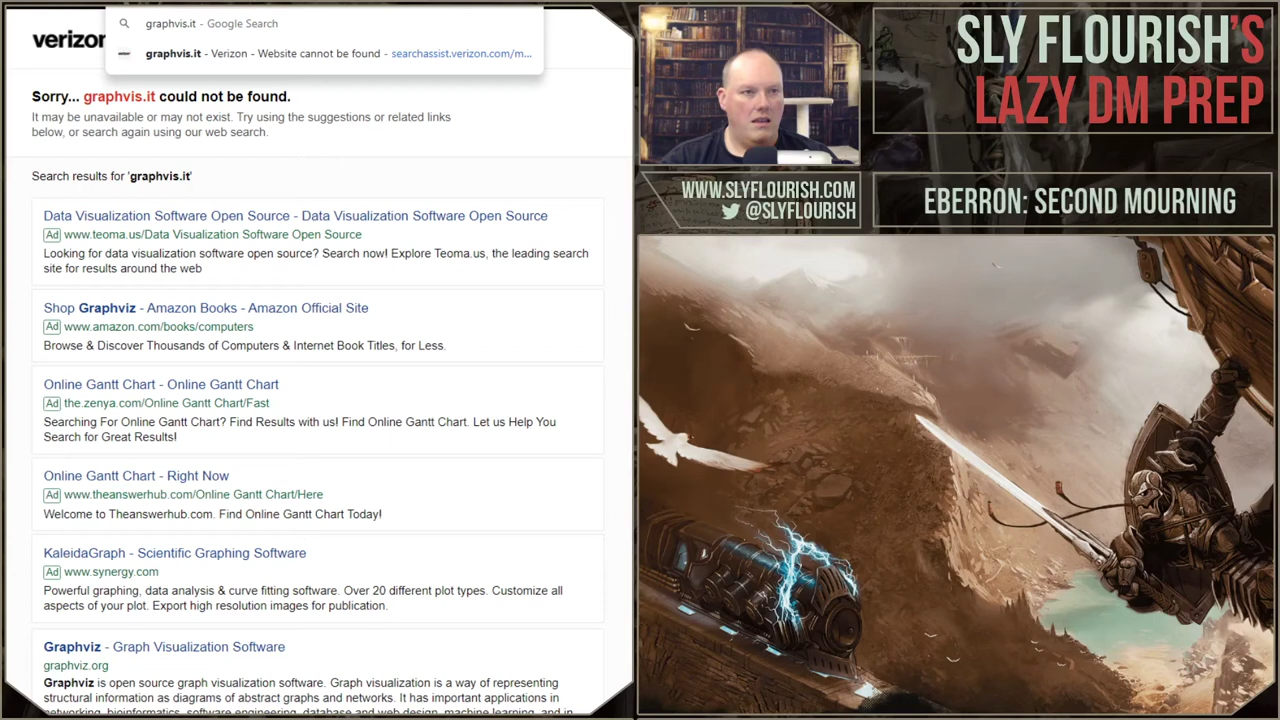 graphvis.it - Google Search
graphvis.it - Verizon - Website cannot be found - searchassist.verizon.com/m...
Sorry... graphvis.it could not be found.
It may be unavailable or may not exist. Try using the suggestions or related links
below, or search again using our web search.
Search results for 'graphvis.it'
Data Visualization Software Open Source - Data Visualization Software Open Source
Ad www.teoma.us/Data Visualization Software Open Source
Looking for data visualization software open source? Search now! Explore Teoma.us, the leading search
site for results around the web
Shop Graphviz - Amazon Books - Amazon Official Site
Ad www.amazon.com/books/computers
Browse & Discover Thousands of Computers & Internet Book Titles, for Less.
Online Gantt Chart - Online Gantt Chart
Ad the.zenya.com/Online Gantt Chart/Fast
Searching For Online Gantt Chart? Find Results with us! Find Online Gantt Chart. Let us Help You
Search for Great Results!
Online Gantt Chart - Right Now
Ad www.theanswerhub.com/Online Gantt Chart/Here
Welcome to Theanswerhub.com. Find Online Gantt Chart Today!
KaleidaGraph - Scientific Graphing Software
Ad www.synergy.com
Powerful graphing, data analysis & curve fitting software. Over 20 different plot types. Customize all
aspects of your plot. Export high resolution images for publication.
Graphviz - Graph Visualization Software
graphviz.org
Graphviz is open source graph visualization software. Graph visualization is a way of representing
structural information as diagrams of abstract graphs and networks. It has important applications in
networking, bioinformatics, software engineering, database and web design, machine learning, and in
verizon
SLY FLOURISH'S
LAZY DM PREP
WWW.SLYFLOURISH.COM
@SLYFLOURISH
EBERRON: SECOND MOURNING